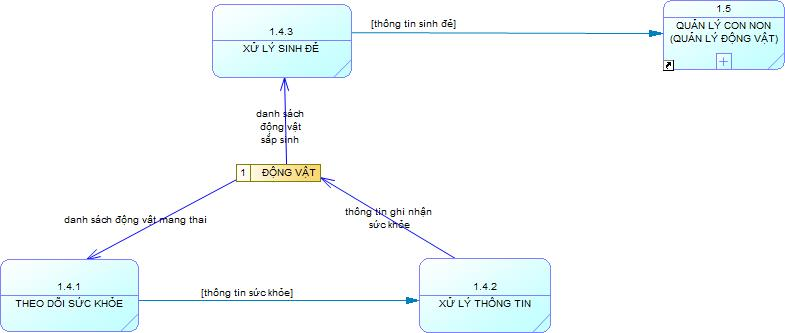 1.4.3
XỬ LÝ SINH ĐẺ
[thông tin sinh đẻ]
1.5
QUẢN LÝ CON NON
(QUẢN LÝ ĐỘNG VẬT)
danh sách
động vật
sắp sinh
1 ĐỘNG VẬT
danh sách động vật mang thai
thông tin ghi nhận
sức khỏe
1.4.1
THEO DÕI SỨC KHỎE
[thông tin sức khỏe]
1.4.2
XỬ LÝ THÔNG TIN